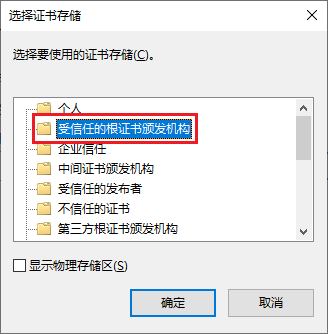 选择证书存储
选择要使用的证书存储(C)。
个人
受信任的根证书颁发机构
企业信任
中间证书颁发机构
受信任的发布者
不信任的证书
第三方根证书颁发机构
显示物理存储区(S)
确定
取消